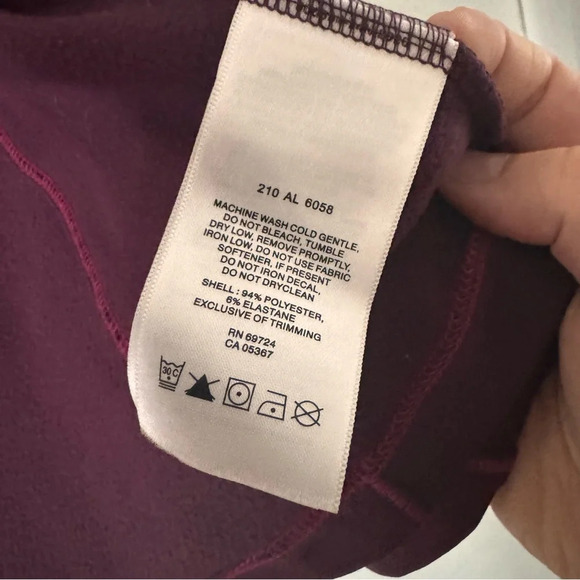 210 AL 6058
MACHINE WASH COLD GENTLE,
DO NOT BLEACH, TUMBLE
DRY LOW, REMOVE PROMPTLY,
IRON LOW, DO NOT USE FABRIC
SOFTENER, IF PRESENT
DO NOT IRON DECAL,
DO NOT DRYCLEAN
SHELL : 94% POLYESTER,
6% ELASTANE
EXCLUSIVE OF TRIMMING
RN 69724
CA 05367
30 C